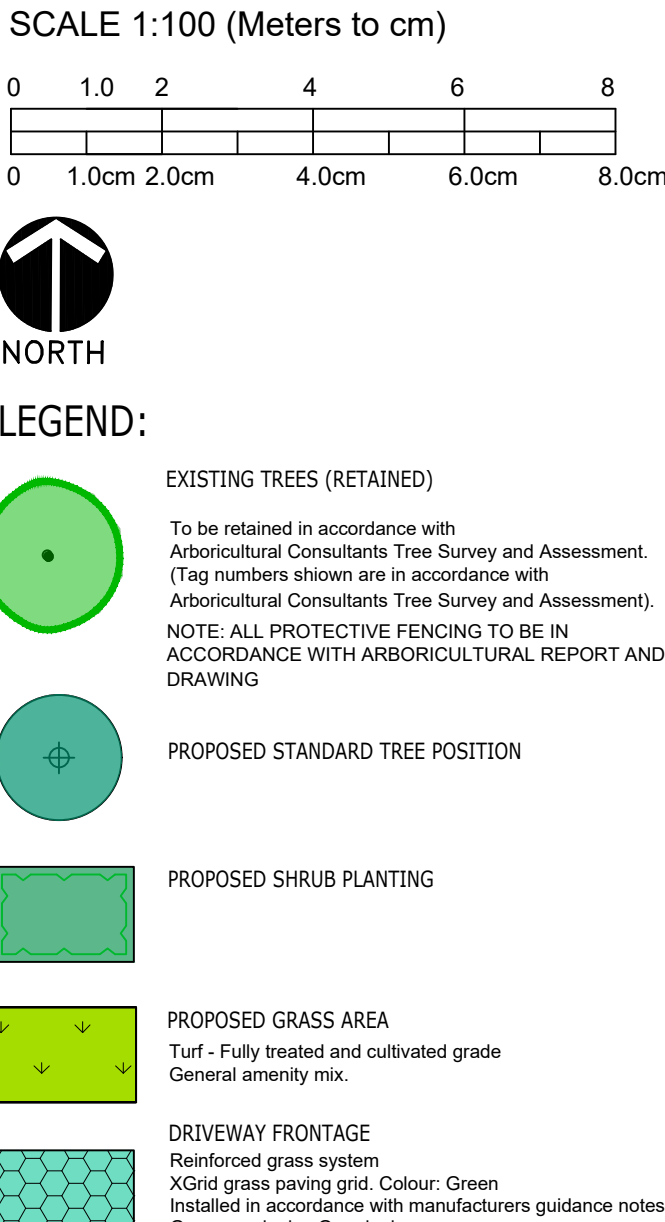 SCALE 1:100 (Meters to cm)
0 1.0 2 4 6 8
0 1.0cm 2.0cm 4.0cm 6.0cm 8.0cm
NORTH
LEGEND:
EXISTING TREES (RETAINED)
To be retained in accordance with
Arboricultural Consultants Tree Survey and Assessment.
(Tag numbers shiown are in accordance with
Arboricultural Consultants Tree Survey and Assessment).
NOTE: ALL PROTECTIVE FENCING TO BE IN
ACCORDANCE WITH ARBORICULTURAL REPORT AND
DRAWING
PROPOSED STANDARD TREE POSITION
PROPOSED SHRUB PLANTING
PROPOSED GRASS AREA
Turf - Fully treated and cultivated grade
General amenity mix.
DRIVEWAY FRONTAGE
Reinforced grass system
XGrid grass paving grid. Colour: Green
Installed in accordance with manufacturers guidance notes